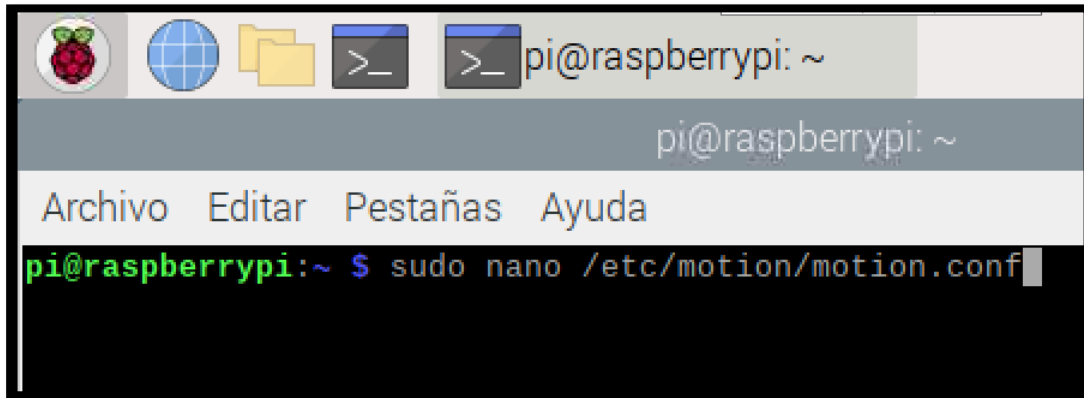 pi@raspberrypi: ~
pi@raspberrypi: ~
Archivo Editar Pestañas Ayuda
pi@raspberrypi:~ $ sudo nano /etc/motion/motion.conf